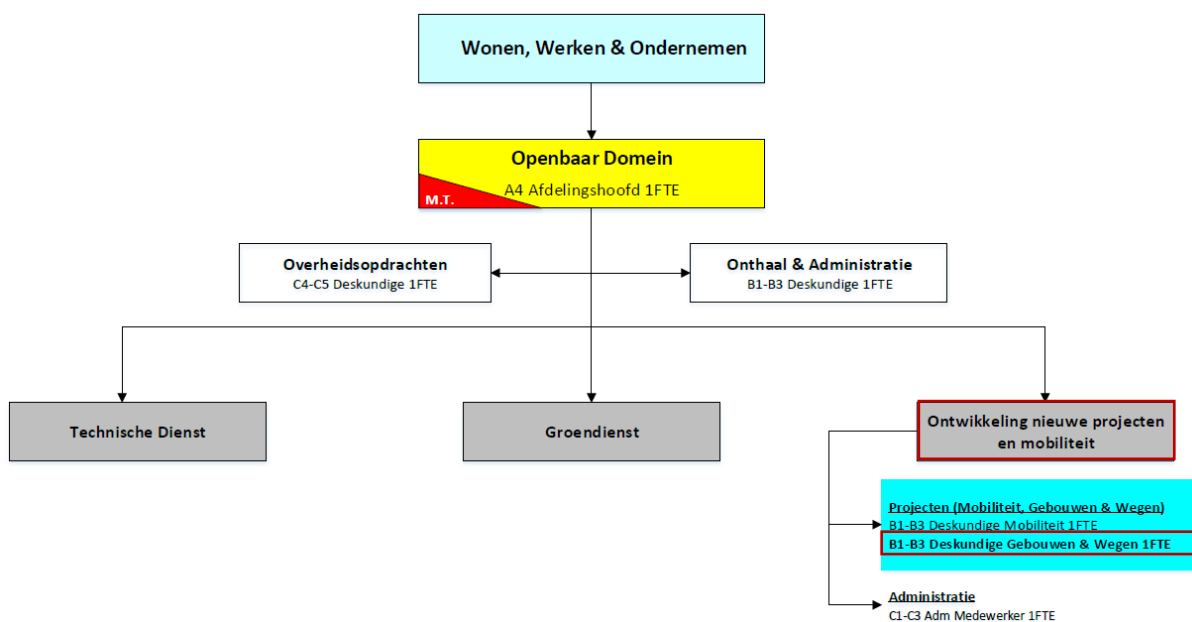 Wonen, Werken & Ondernemen
Openbaar Domein
A4 Afdelingshoofd 1FTE
M.T.
Overheidsopdrachten
C4-C5 Deskundige 1FTE
Onthaal & Administratie
B1-B3 Deskundige 1FTE
Technische Dienst
Groendienst
Ontwikkeling nieuwe projecten
en mobiliteit
Projecten (Mobiliteit, Gebouwen & Wegen)
B1-B3 Deskundige Mobiliteit 1FTE
B1-B3 Deskundige Gebouwen & Wegen 1FTE
Administratie
C1-C3 Adm Medewerker 1FTE